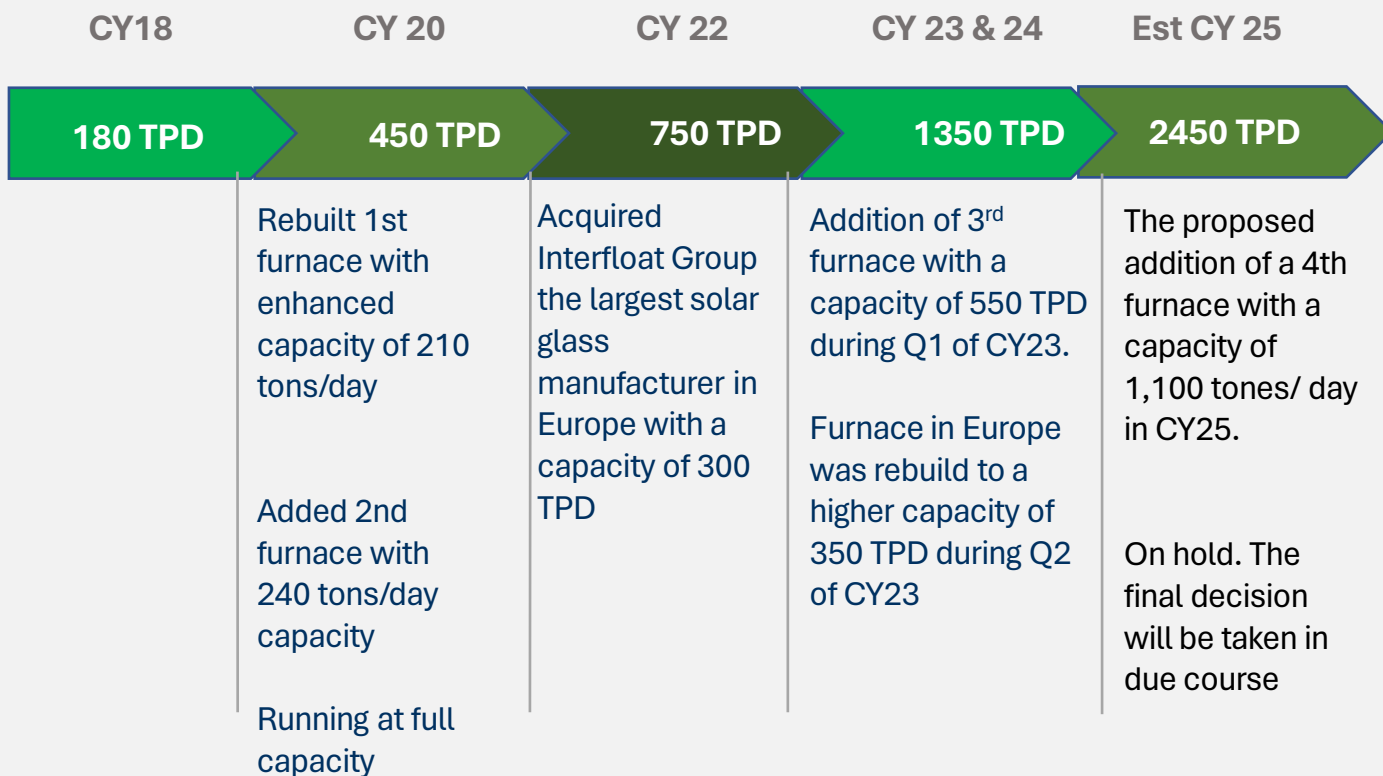 CY18
CY 20
CY 22
CY 23 & 24
Est CY 25
180 TPD
450 TPD
750 TPD
1350 TPD
2450 TPD
Rebuilt 1st
furnace with
enhanced
capacity of 210
tons/day
Added 2nd
furnace with
240 tons/day
capacity
Running at full
capacity
Acquired
Interfloat Group
the largest solar
glass
manufacturer in
Europe with a
capacity of 300
TPD
Addition of 3rd
furnace with a
capacity of 550 TPD
during Q1 of CY23.
Furnace in Europe
was rebuild to a
higher capacity of
350 TPD during Q2
of CY23
The proposed
addition of a 4th
furnace with a
capacity of
1,100 tones/ day
in CY25.
On hold. The
final decision
will be taken in
due course